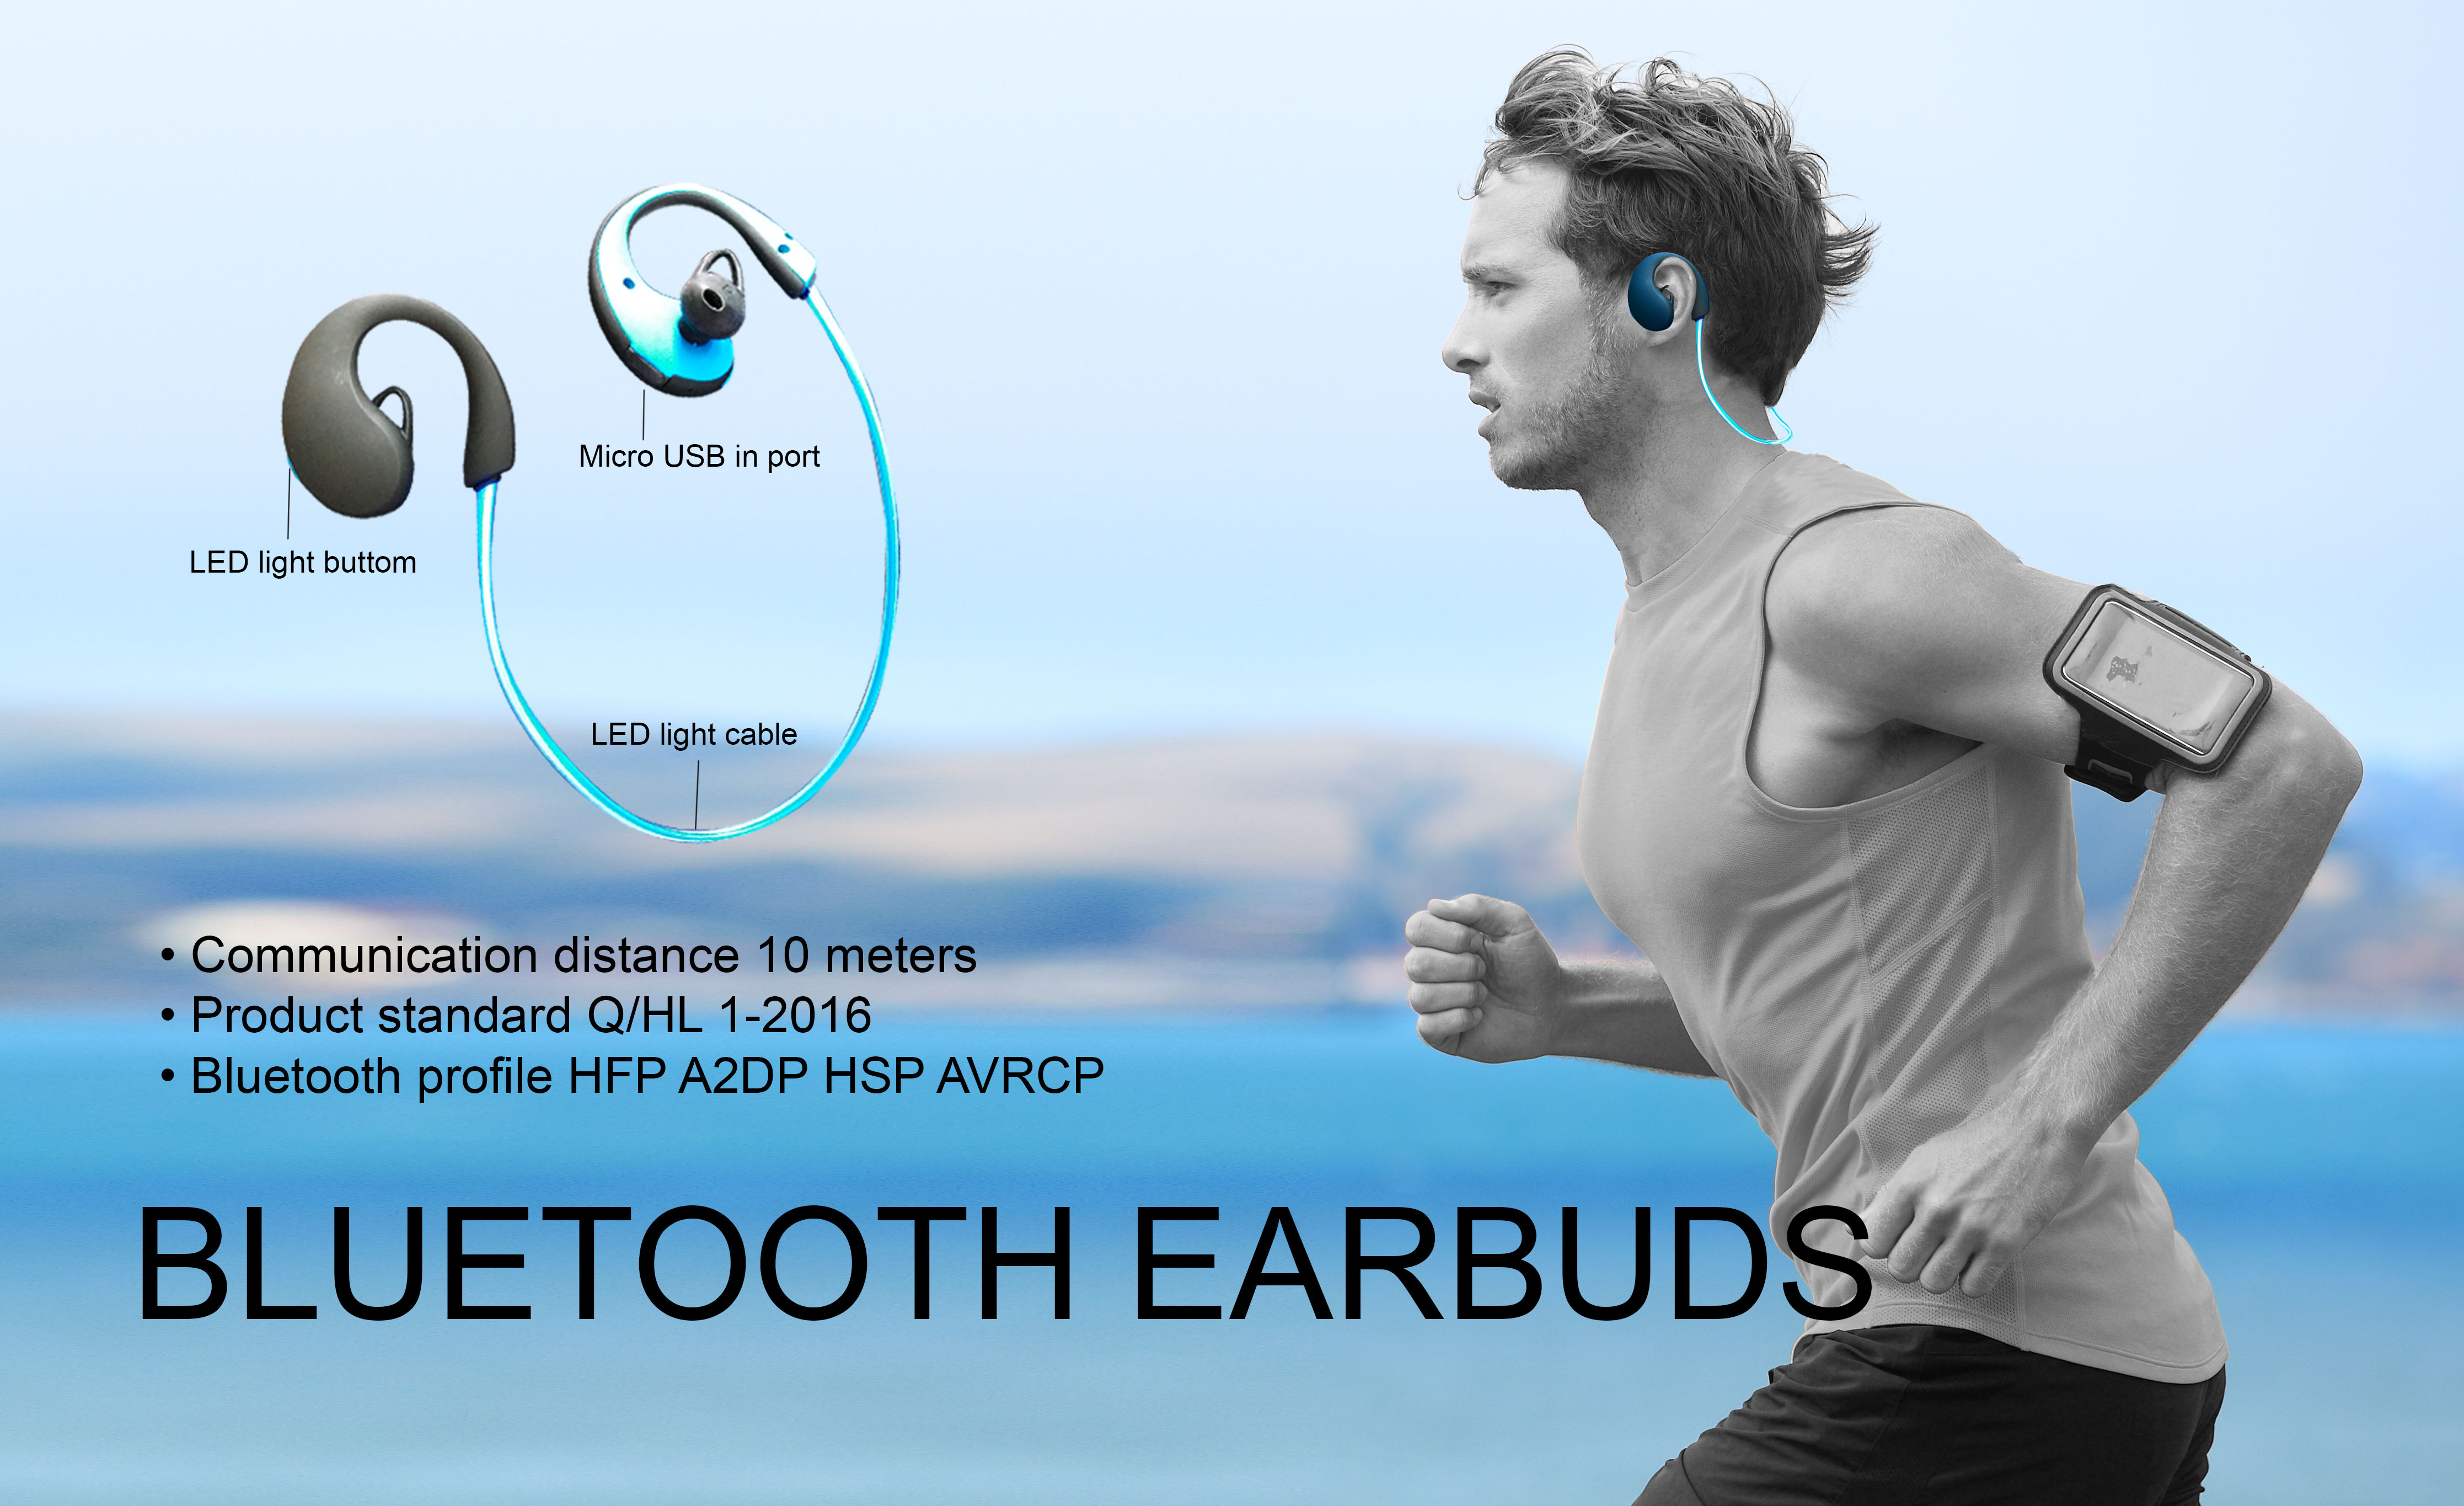 Micro USB in port
LED light buttom
LED light cable
• Communication distance 10 meters
• Product standard Q/HL 1-2016
• Bluetooth profile HFP A2DP HSP AVRCP
BLUETOOTH EARBUDS